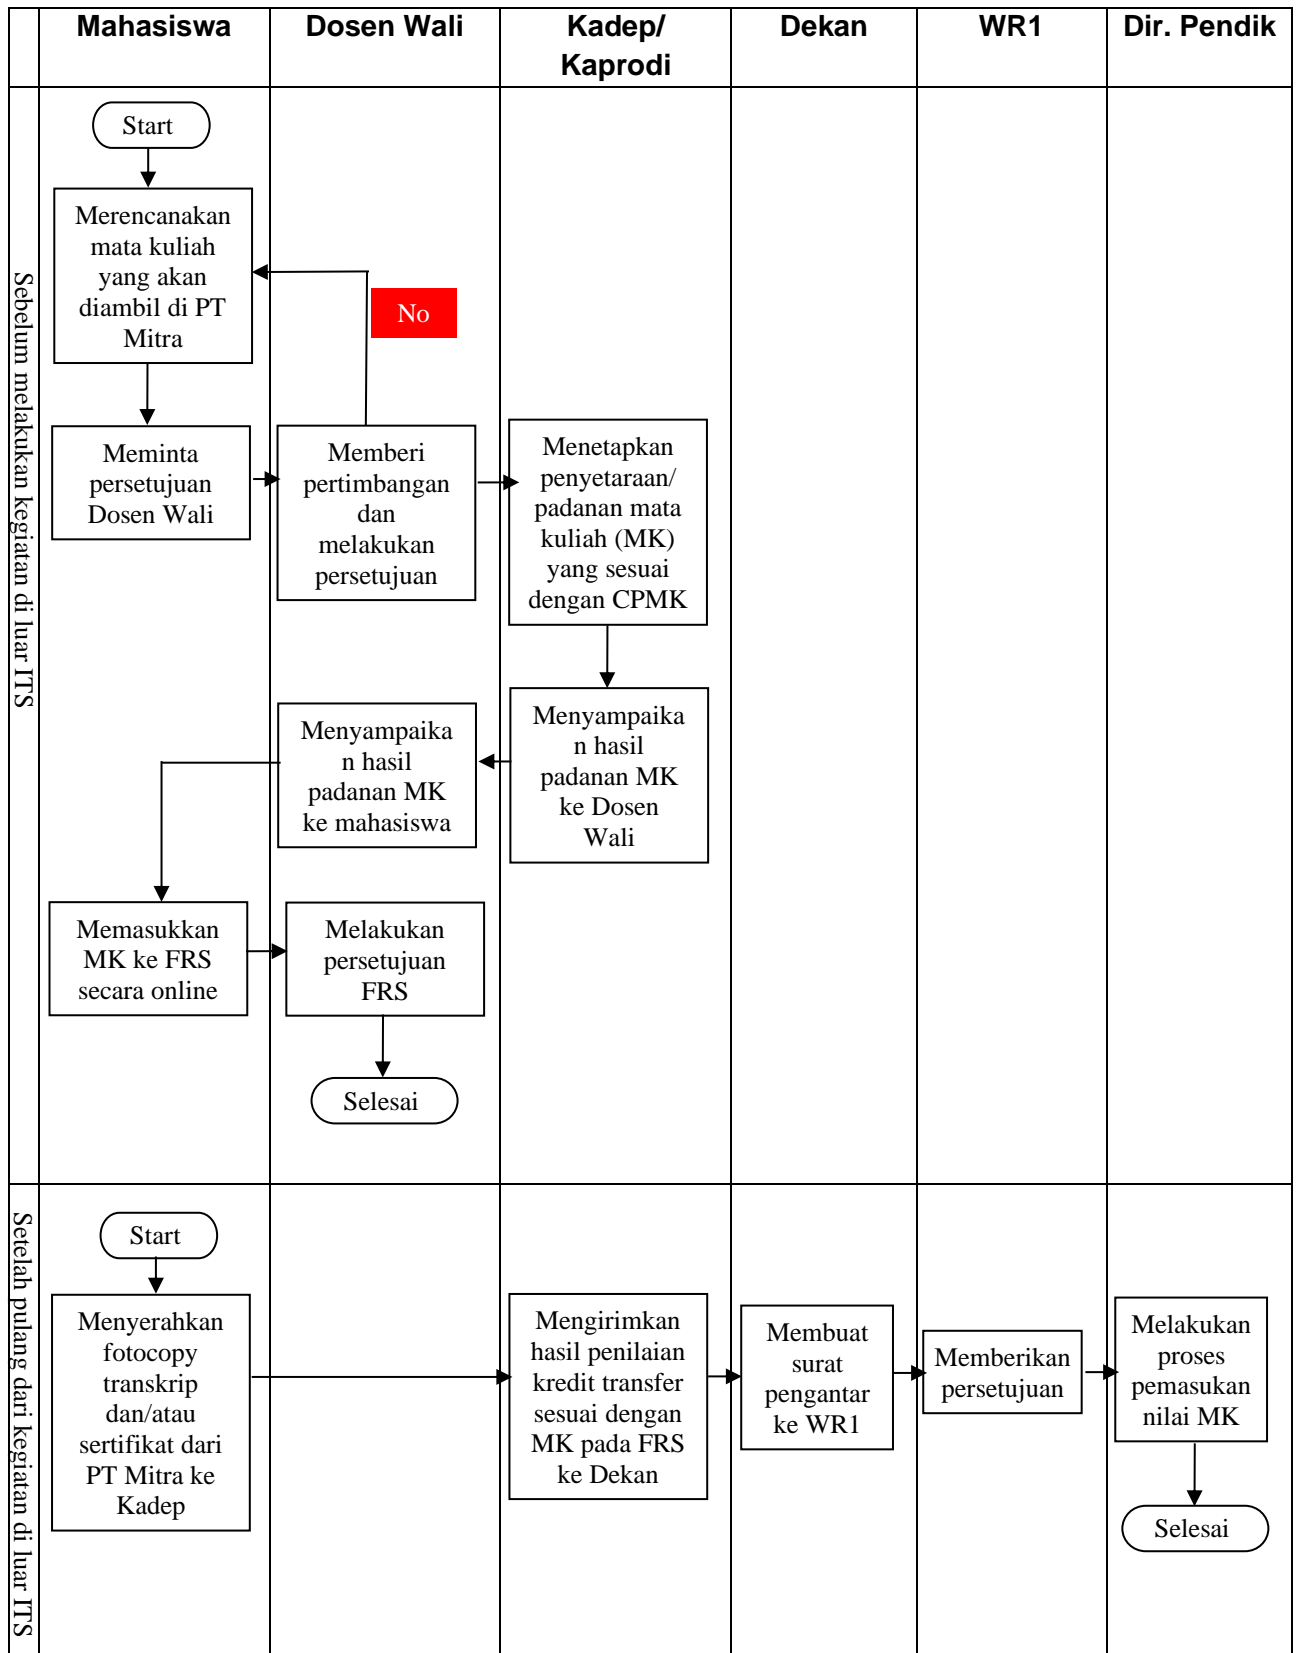 Mahasiswa
Dosen Wali
Kadep/
Kaprodi
Dekan
WR1
Dir. Pendik
Sebelum melakukan kegiatan di luar ITS
Start
Merencanakan
mata kuliah
yang akan
diambil di PT
Mitra
No
Meminta
persetujuan
Dosen Wali
Memberi
pertimbangan
dan
melakukan
persetujuan
Menetapkan
penyetaraan/
padanan mata
kuliah (MK)
yang sesuai
dengan CPMK
Menyampaika
n hasil
padanan MK
ke Dosen
Wali
Menyampaika
n hasil
padanan MK
ke mahasiswa
Memasukkan
MK ke FRS
secara online
Melakukan
persetujuan
FRS
Selesai
Setelah pulang dari kegiatan di luar ITS
Start
Menyerahkan
fotocopy
transkrip
dan/atau
sertifikat dari
PT Mitra ke
Kadep
Mengirimkan
hasil penilaian
kredit transfer
sesuai dengan
MK pada FRS
ke Dekan
Membuat
surat
pengantar
ke WR1
Memberikan
persetujuan
Melakukan
proses
pemasukan
nilai MK
Selesai